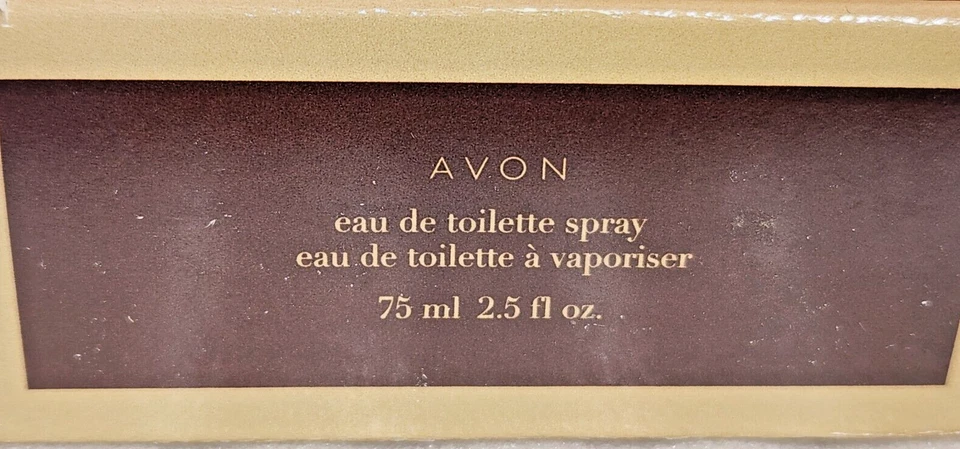 AVON
eau de toilette spray
eau de toilette à vaporiser
75 ml 2.5 fl oz.